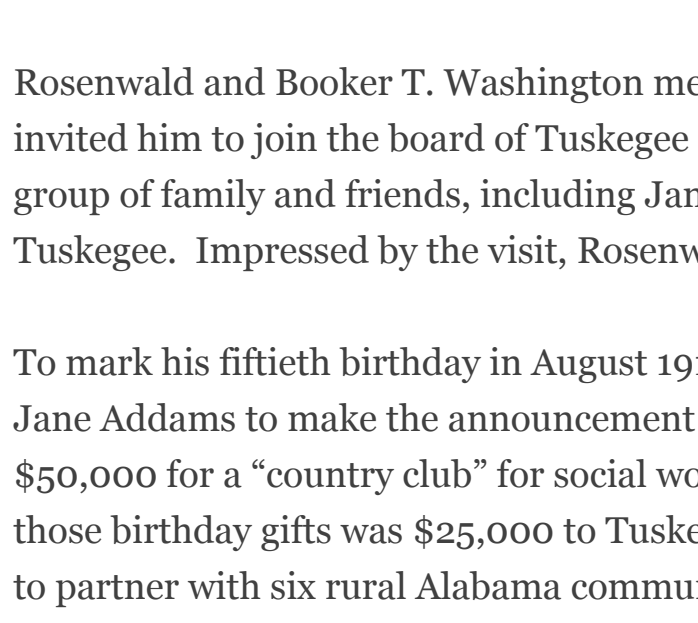 Rosenwald and Booker T. Washington me
invited him to join the board of Tuskegee
group of family and friends, including Jan
Tuskegee.  Impressed by the visit, Rosenw
To mark his fiftieth birthday in August 19
Jane Addams to make the announcement
$50,000 for a “country club” for social wo
those birthday gifts was $25,000 to Tuske
to partner with six rural Alabama commu